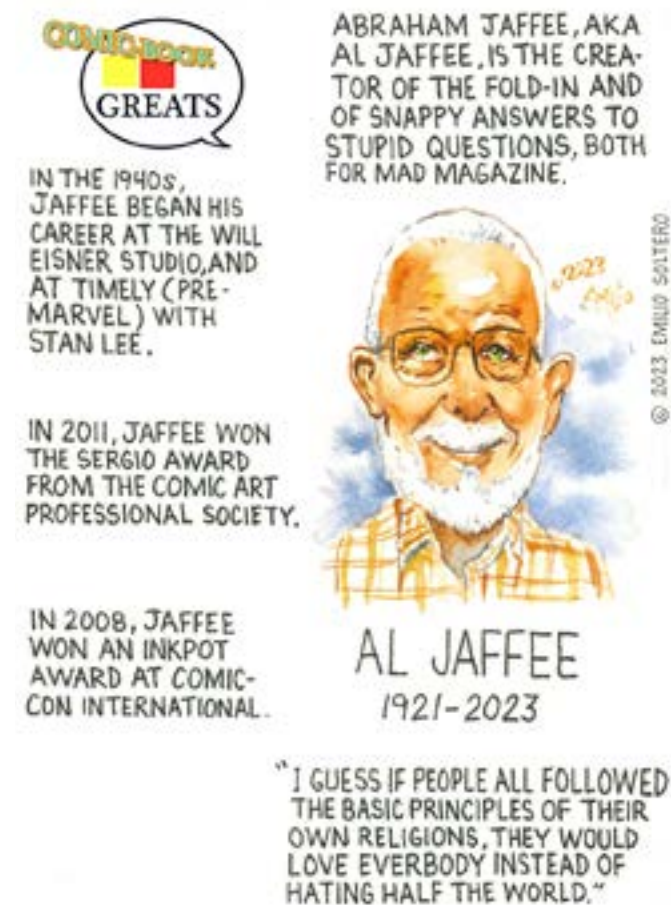 COMIC-BOOK
GREATS
ABRAHAM JAFFEE, AKA
AL JAFFEE, IS THE CREA-
TOR OF THE FOLD-IN AND
OF SNAPPY ANSWERS TO
STUPID QUESTIONS, BOTH
FOR MAD MAGAZINE.
IN THE 1940s,
JAFFEE BEGAN HIS
CAREER AT THE WILL
EISNER STUDIO, AND
AT TIMELY (PRE-
MARVEL) WITH
STAN LEE.
©2023
Emilio
© 2023 EMILIO SOLTERO
IN 2011, JAFFEE WON
THE SERGIO AWARD
FROM THE COMIC ART
PROFESSIONAL SOCIETY.
IN 2008, JAFFEE
WON AN INKPOT
AWARD AT COMIC-
CON INTERNATIONAL.
AL JAFFEE
1921-2023
"I GUESS IF PEOPLE ALL FOLLOWED
THE BASIC PRINCIPLES OF THEIR
OWN RELIGIONS, THEY WOULD
LOVE EVERBODY INSTEAD OF
HATING HALF THE WORLD."